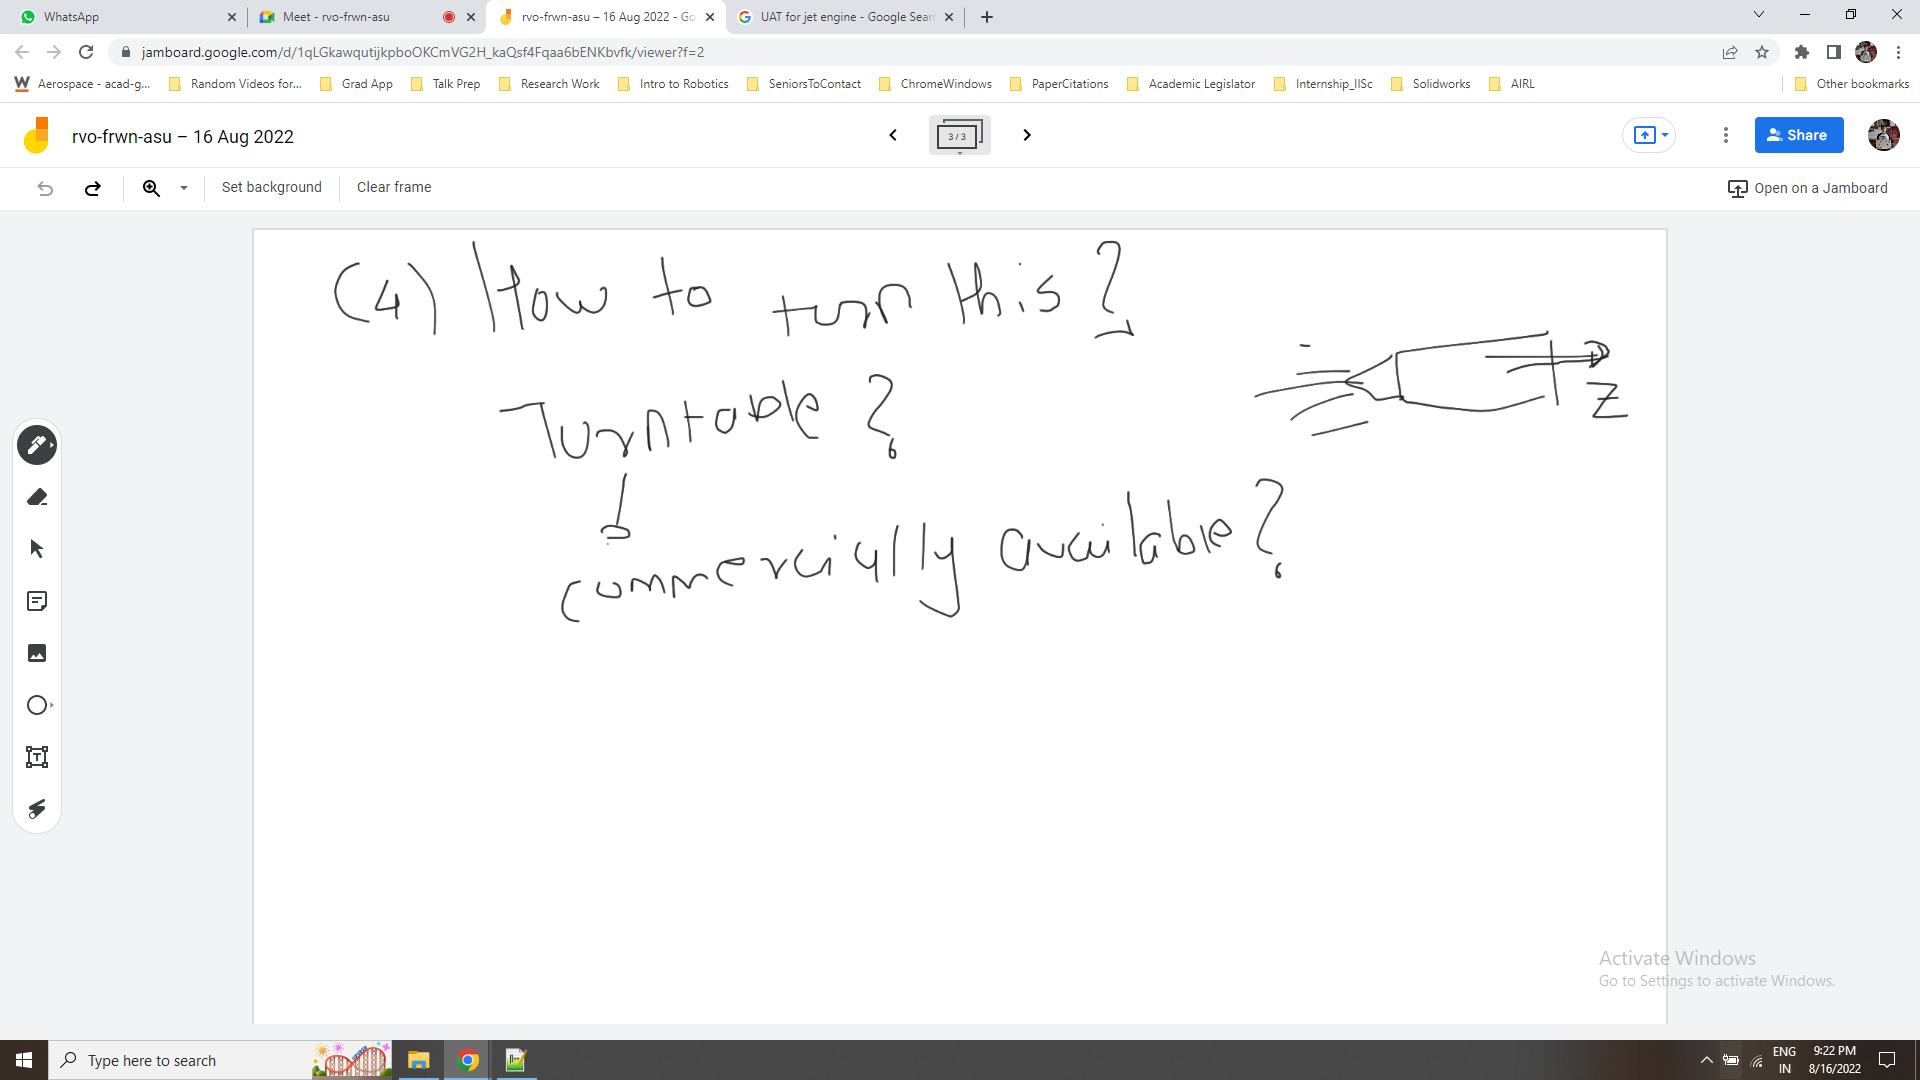 WhatsApp
Meet - rvo-frwn-asu
rvo-frwn-asu – 16 Aug 2022 - Go
UAT for jet engine - Google Sear
jamboard.google.com/d/1qLGkawqutijkpboOKCmVG2H_kaQsf4Fqaa6bENKbvfk/viewer?f=2
Aerospace - acad-g... Random Videos for... Grad App Talk Prep Research Work Intro to Robotics SeniorsToContact ChromeWindows PaperCitations Academic Legislator Internship_IISc Solidworks AIRL Other bookmarks
rvo-frwn-asu – 16 Aug 2022
3 / 3
Share
Set background
Clear frame
Open on a Jamboard
(4) How to turn this?
Turntable?
commercially available?
Z
Activate Windows
Go to Settings to activate Windows.
Type here to search
ENG
IN
9:22 PM
8/16/2022